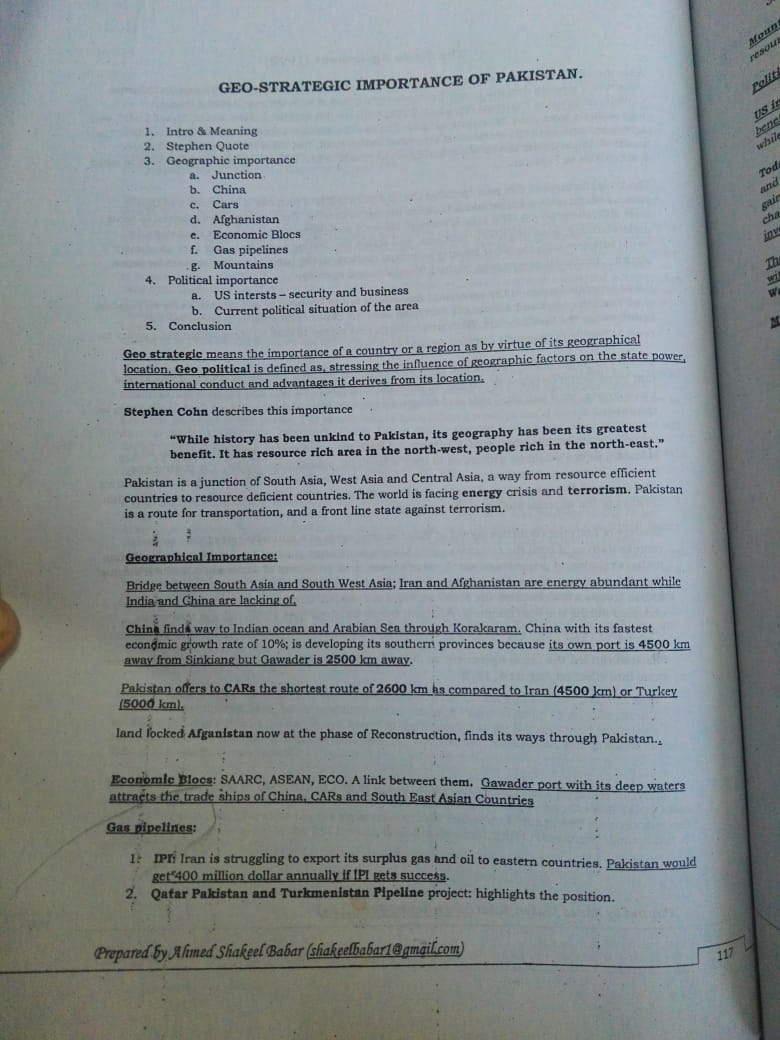 GEO-STRATEGIC IMPORTANCE OF PAKISTAN.
1. Intro & Meaning
2. Stephen Quote
3. Geographic importance
a. Junction
b. China
c. Cars
d. Afghanistan
e. Economic Blocs
f. Gas pipelines
g. Mountains
4. Political importance
a. US intersts – security and business
b. Current political situation of the area
5. Conclusion
Geo strategic means the importance of a country or a region as by virtue of its geographical
location. Geo political is defined as, stressing the influence of geographic factors on the state power,
international conduct and advantages it derives from its location.
Stephen Cohn describes this importance
“While history has been unkind to Pakistan, its geography has been its greatest
benefit. It has resource rich area in the north-west, people rich in the north-east.”
Pakistan is a junction of South Asia, West Asia and Central Asia, a way from resource efficient
countries to resource deficient countries. The world is facing energy crisis and terrorism. Pakistan
is a route for transportation, and a front line state against terrorism.
Geographical Importance:
Bridge between South Asia and South West Asia; Iran and Afghanistan are energy abundant while
India and China are lacking of.
China finds way to Indian ocean and Arabian Sea through Korakaram. China with its fastest
economic growth rate of 10%; is developing its southern provinces because its own port is 4500 km
away from Sinkiang but Gawader is 2500 km away.
Pakistan offers to CARs the shortest route of 2600 km as compared to Iran (4500 km) or Turkey
(5000 km).
land locked Afganistan now at the phase of Reconstruction, finds its ways through Pakistan..
Economic Blocs: SAARC, ASEAN, ECO. A link between them. Gawader port with its deep waters
attracts the trade ships of China, CARs and South East Asian Countries
Gas pipelines:
1. IPI: Iran is struggling to export its surplus gas and oil to eastern countries. Pakistan would
get 400 million dollar annually if IPI gets success.
2. Qatar Pakistan and Turkmenistan Pipeline project: highlights the position.
Prepared by Ahmed Shakeel Babar (shakeelbabar1@gmail.com)
117
Mount
resou
Politi
US in
bene
while
Tod
and
gain
cha
inv
Th
wi
W
M